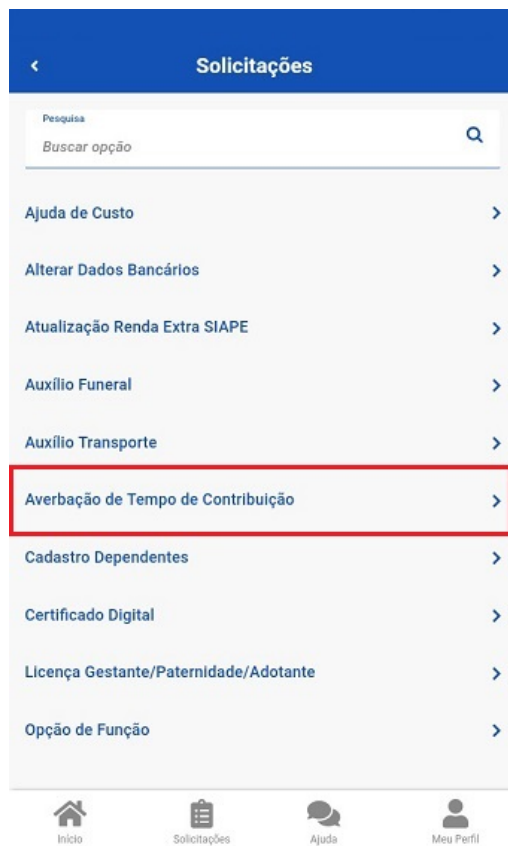 Solicitações
Pesquisa
Buscar opção
Ajuda de Custo
Alterar Dados Bancários
Atualização Renda Extra SIAPE
Auxílio Funeral
Auxílio Transporte
Averbação de Tempo de Contribuição
Cadastro Dependentes
Certificado Digital
Licença Gestante/Paternidade/Adotante
Opção de Função
Início Solicitações Ajuda Meu Perfil